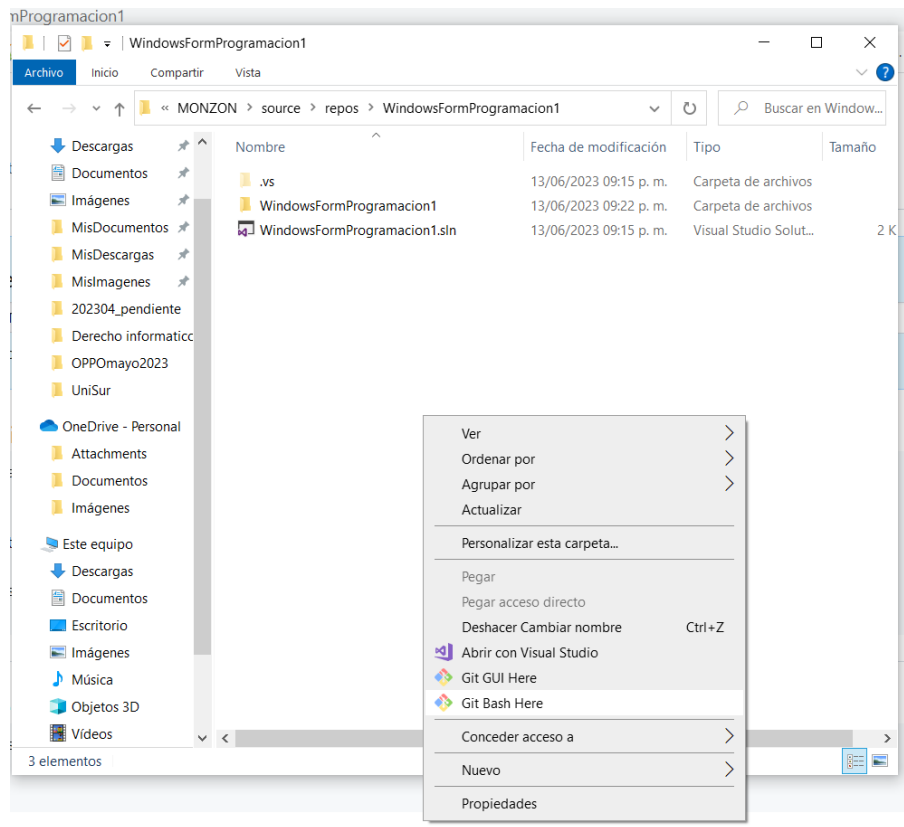 mProgramacion1
WindowsFormProgramacion1
Archivo Inicio Compartir Vista
« MONZON > source > repos > WindowsFormProgramacion1
Buscar en Window...
Nombre Fecha de modificación Tipo Tamaño
.vs 13/06/2023 09:15 p. m. Carpeta de archivos
WindowsFormProgramacion1 13/06/2023 09:22 p. m. Carpeta de archivos
WindowsFormProgramacion1.sln 13/06/2023 09:15 p. m. Visual Studio Solut... 2 K
Descargas
Documentos
Imágenes
MisDocumentos
MisDescargas
MisImagenes
202304_pendiente
Derecho informaticc
OPPOmayo2023
UniSur
OneDrive - Personal
Attachments
Documentos
Imágenes
Este equipo
Descargas
Documentos
Escritorio
Imágenes
Música
Objetos 3D
Vídeos
3 elementos
Ver
Ordenar por
Agrupar por
Actualizar
Personalizar esta carpeta...
Pegar
Pegar acceso directo
Deshacer Cambiar nombre Ctrl+Z
Abrir con Visual Studio
Git GUI Here
Git Bash Here
Conceder acceso a
Nuevo
Propiedades